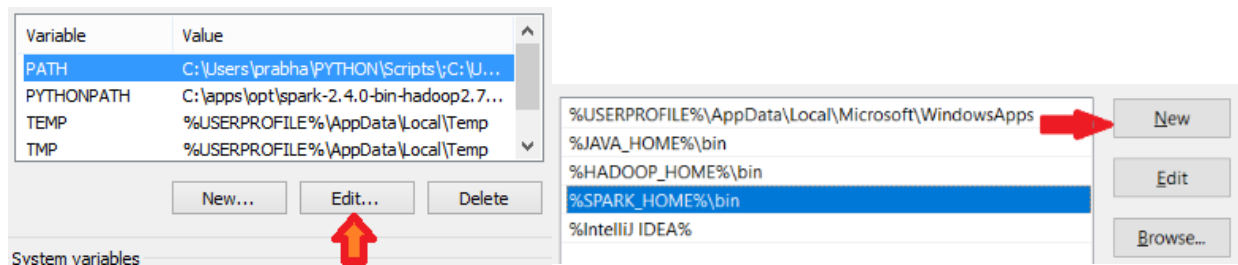 Variable Value
PATH C:\Users\prabha\PYTHON\Scripts\;C:\U...
PYTHONPATH C:\apps\opt\spark-2.4.0-bin-hadoop2.7...
TEMP %USERPROFILE%\AppData\Local\Temp
TMP %USERPROFILE%\AppData\Local\Temp
New... Edit... Delete
System variables
%USERPROFILE%\AppData\Local\Microsoft\WindowsApps
%JAVA_HOME%\bin
%HADOOP_HOME%\bin
%SPARK_HOME%\bin
%IntelliJ IDEA%
New
Edit
Browse...